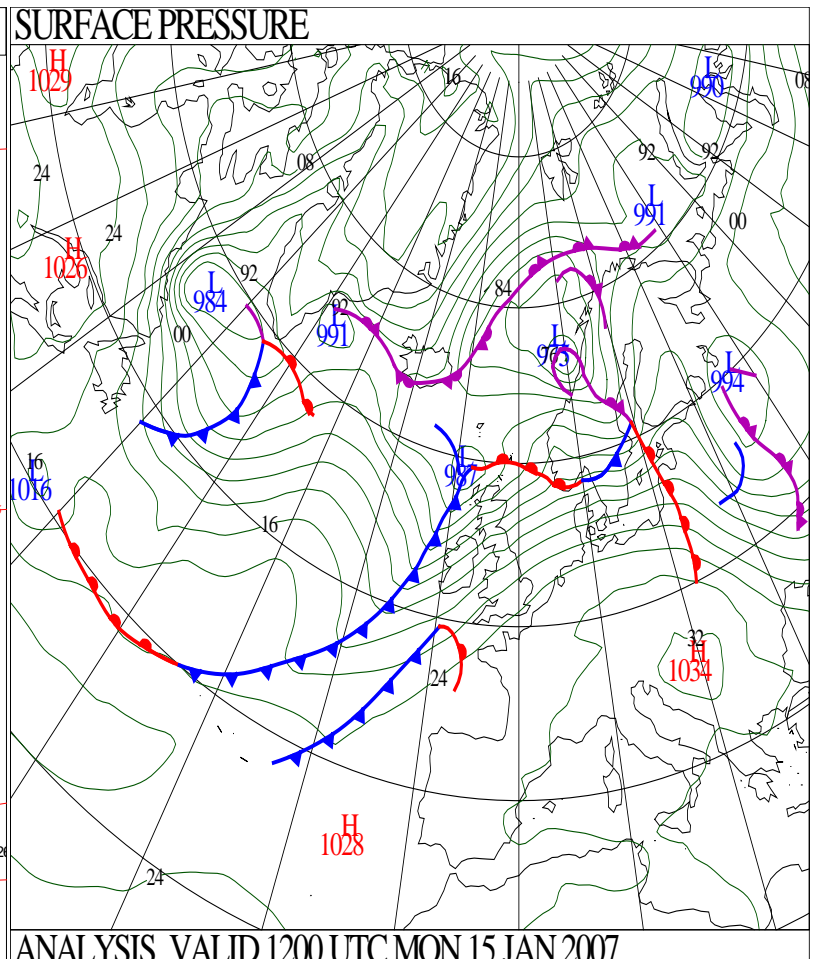 SURFACE PRESSURE
H
1029
16
L
990
08
24
08
92
92
L
991
24
00
H
1026
92
L
984
84
92
L
991
00
L
965
L
994
16
L
1016
L
987
16
32
H
1034
24
H
1028
24
ANALYSIS VALID 1200 UTC MON 15 JAN 2007